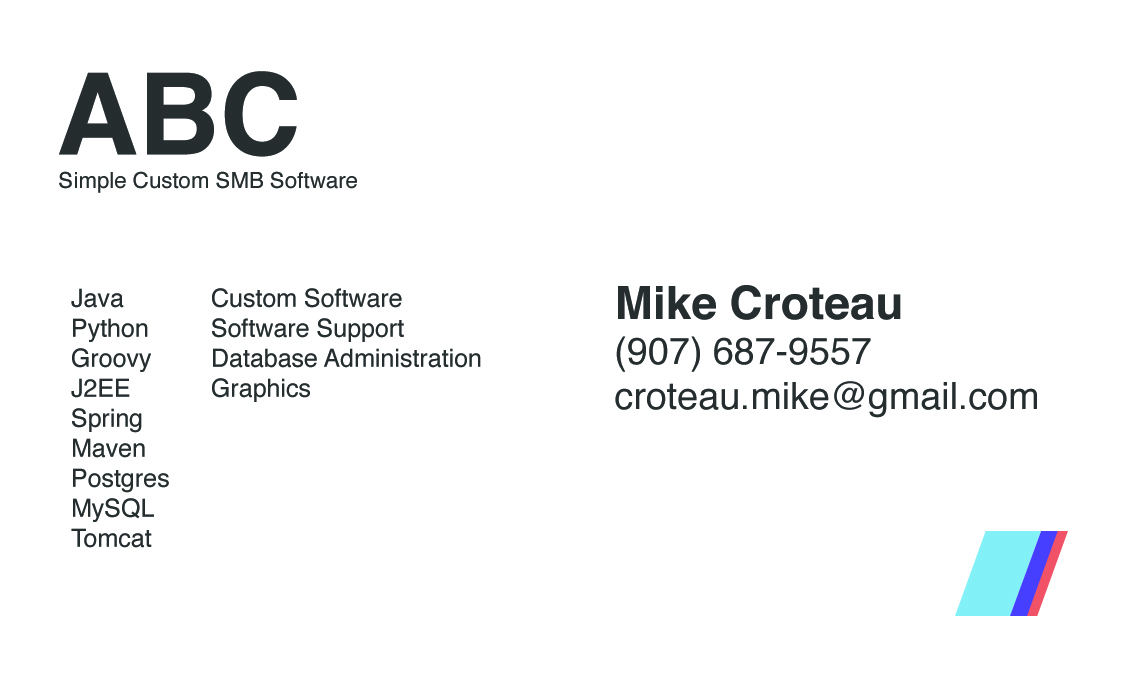 ABC
Simple Custom SMB Software
Java
Python
Groovy
J2EE
Spring
Maven
Postgres
MySQL
Tomcat
Custom Software
Software Support
Database Administration
Graphics
Mike Croteau
(907) 687-9557
croteau.mike@gmail.com